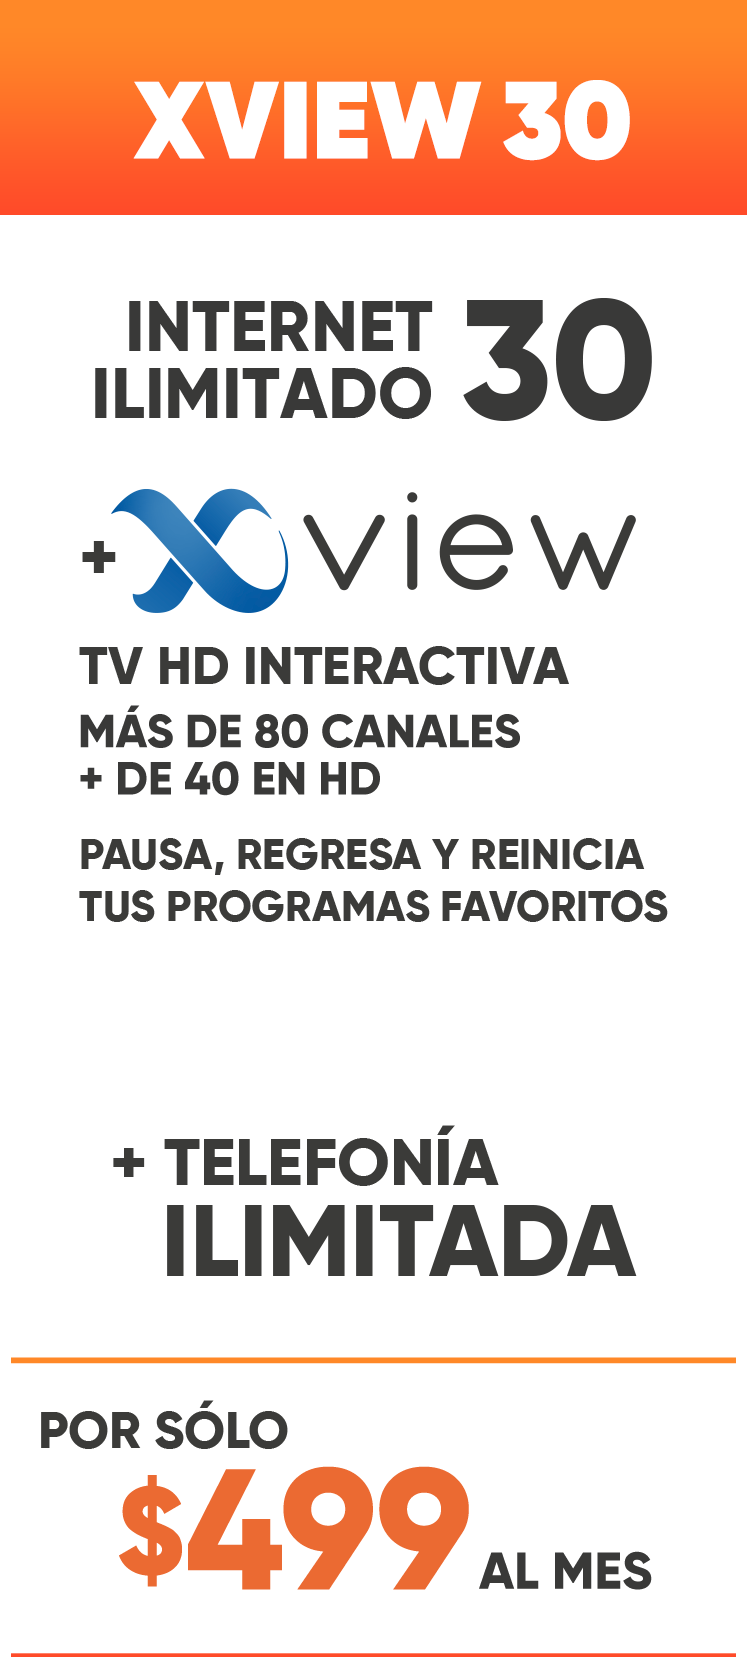 XVIEW 30
INTERNET
ILIMITADO 30
+ Xview
TV HD INTERACTIVA
MÁS DE 80 CANALES
+ DE 40 EN HD
PAUSA, REGRESA Y REINICIA
TUS PROGRAMAS FAVORITOS
+ TELEFONÍA
ILIMITADA
POR SÓLO
$499 AL MES